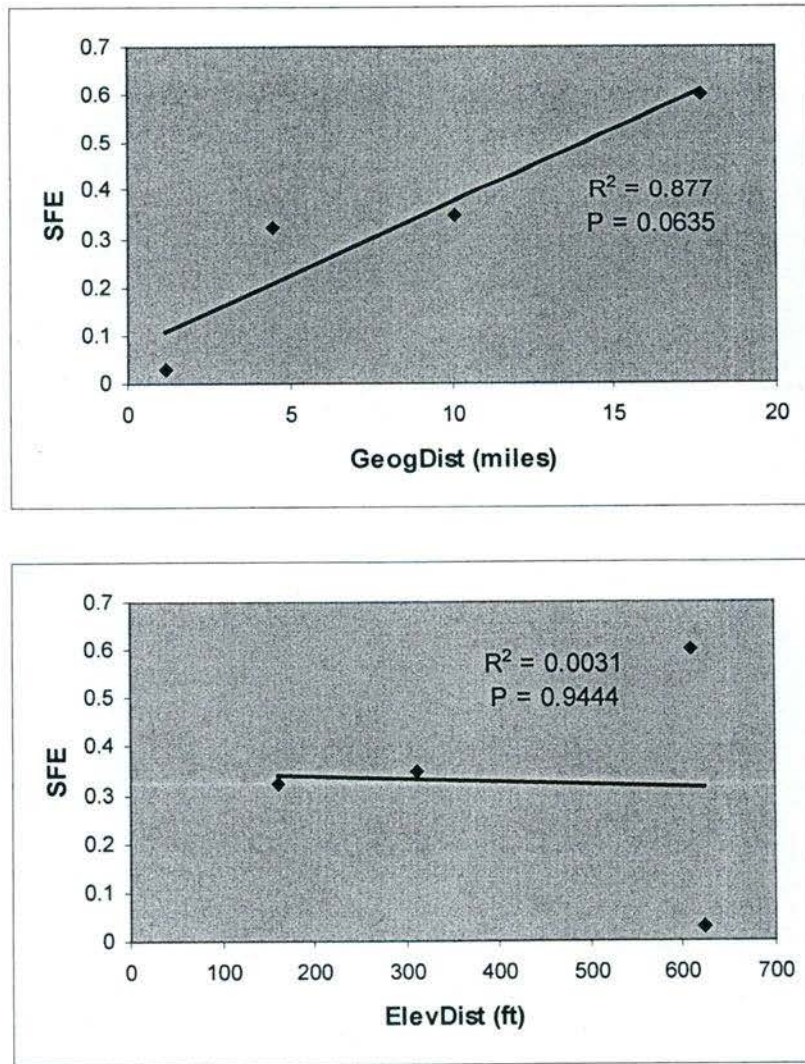 0.7
0.6
0.5
0.4
0.3
0.2
0.1
0
SFE
R² = 0.877
P = 0.0635
0 5 10 15 20
GeogDist (miles)
0.7
0.6
0.5
0.4
0.3
0.2
0.1
0
SFE
R² = 0.0031
P = 0.9444
0 100 200 300 400 500 600 700
ElevDist (ft)